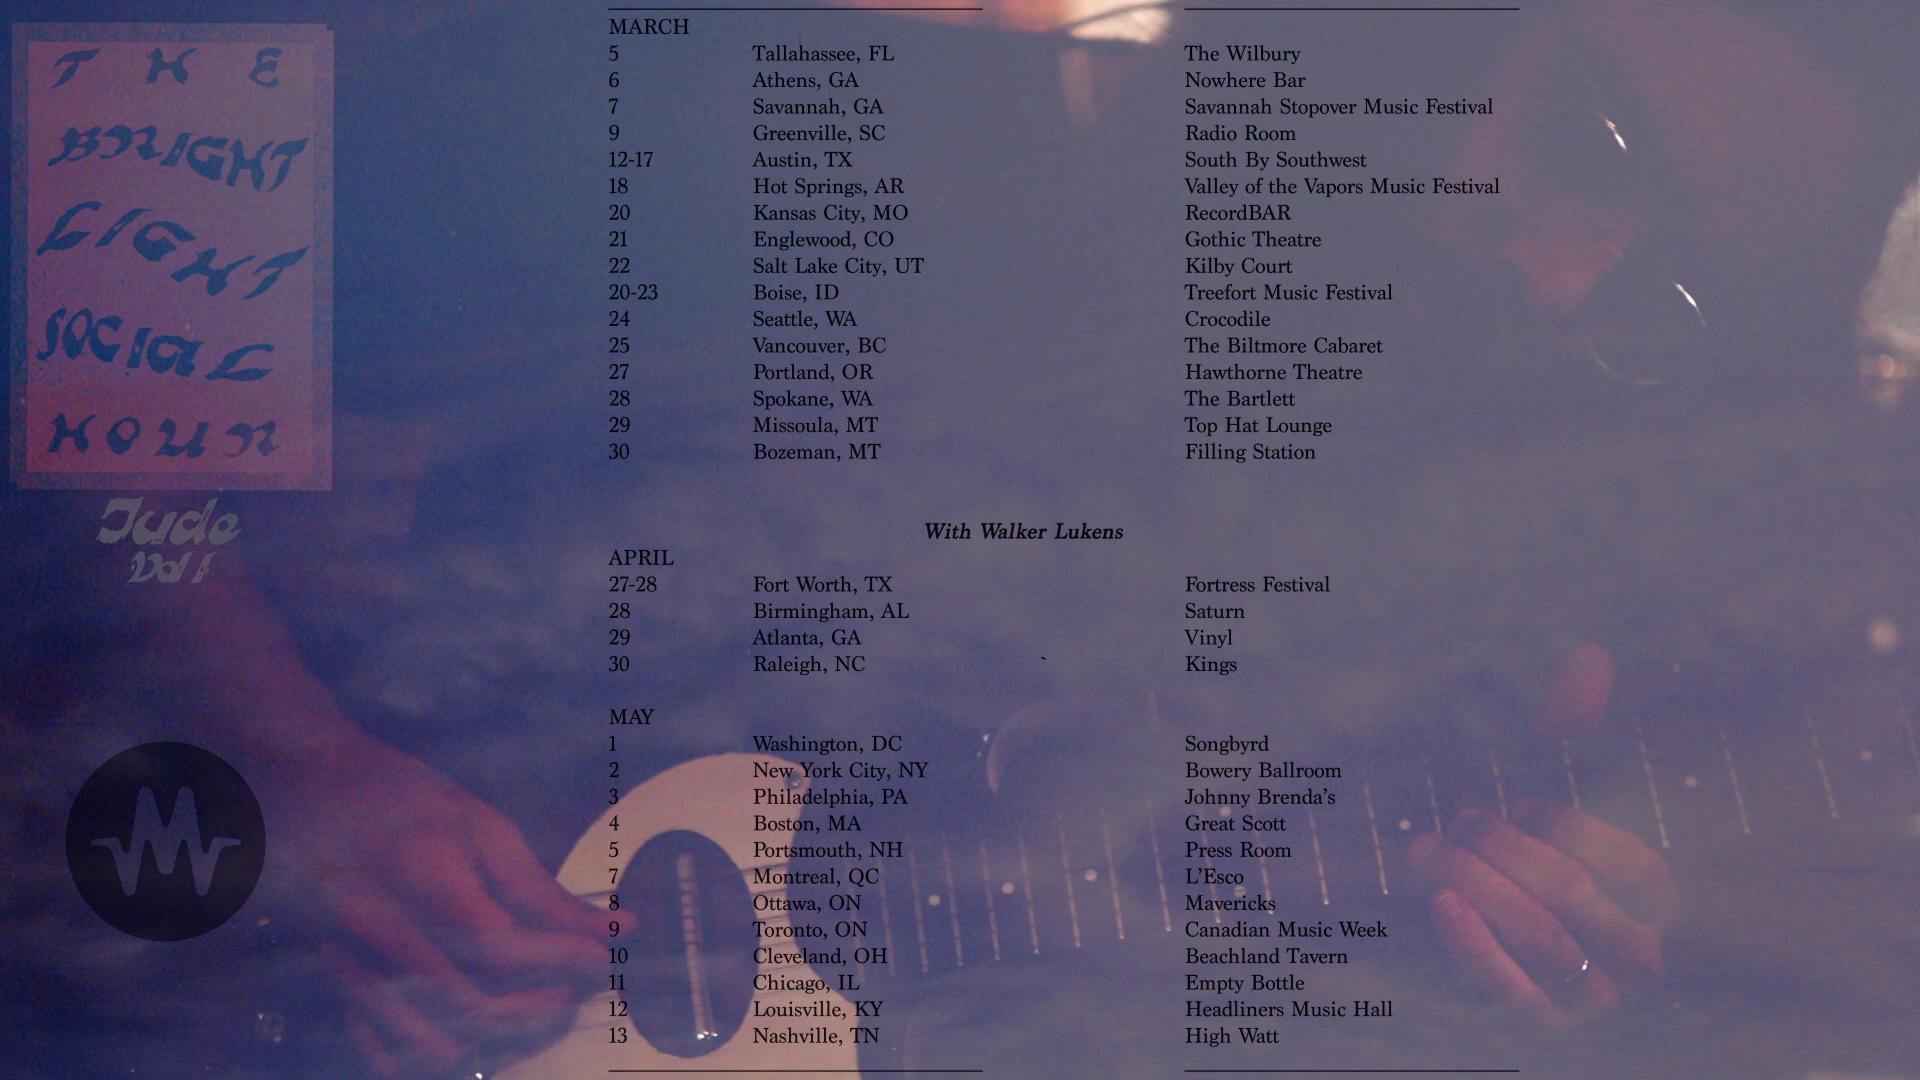 THE
BRIGHT
LIGHT
SOCIAL
HOUR
Jude
Vol I
MARCH
5 Tallahassee, FL The Wilbury
6 Athens, GA Nowhere Bar
7 Savannah, GA Savannah Stopover Music Festival
9 Greenville, SC Radio Room
12-17 Austin, TX South By Southwest
18 Hot Springs, AR Valley of the Vapors Music Festival
20 Kansas City, MO RecordBAR
21 Englewood, CO Gothic Theatre
22 Salt Lake City, UT Kilby Court
20-23 Boise, ID Treefort Music Festival
24 Seattle, WA Crocodile
25 Vancouver, BC The Biltmore Cabaret
27 Portland, OR Hawthorne Theatre
28 Spokane, WA The Bartlett
29 Missoula, MT Top Hat Lounge
30 Bozeman, MT Filling Station
With Walker Lukens
APRIL
27-28 Fort Worth, TX Fortress Festival
28 Birmingham, AL Saturn
29 Atlanta, GA Vinyl
30 Raleigh, NC ` Kings
MAY
1 Washington, DC Songbyrd
2 New York City, NY Bowery Ballroom
3 Philadelphia, PA Johnny Brenda's
4 Boston, MA Great Scott
5 Portsmouth, NH Press Room
7 Montreal, QC L'Esco
8 Ottawa, ON Mavericks
9 Toronto, ON Canadian Music Week
10 Cleveland, OH Beachland Tavern
11 Chicago, IL Empty Bottle
12 Louisville, KY Headliners Music Hall
13 Nashville, TN High Watt